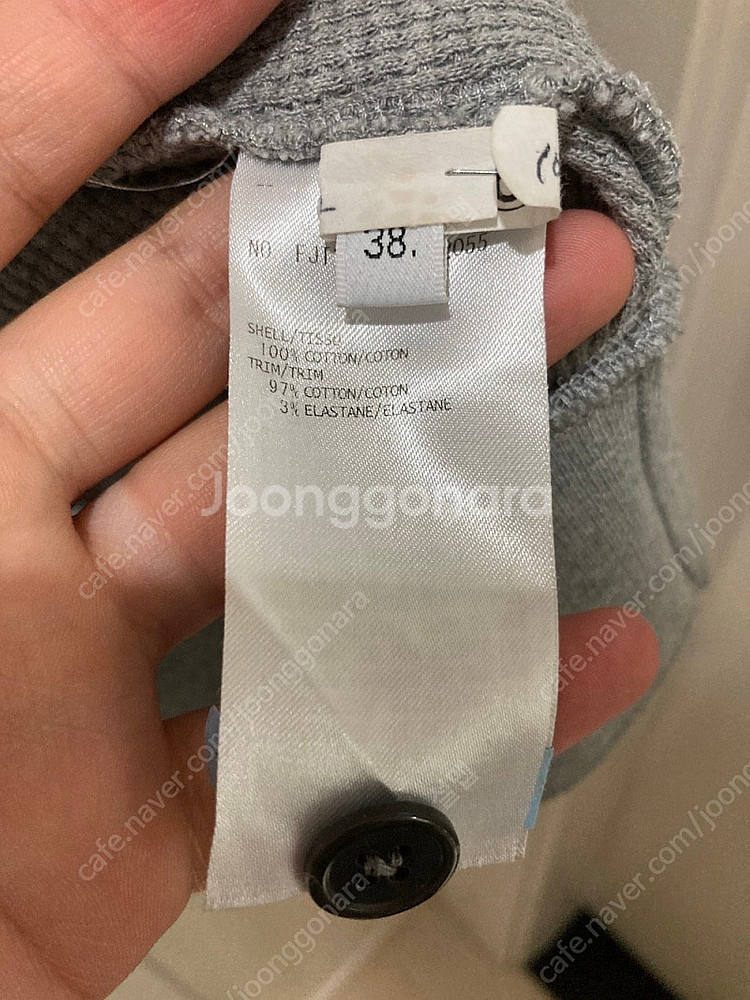 38.
NO FJT 3055
SHELL/TISSU
100% COTTON/COTON
TRIM/TRIM
97% COTTON/COTON
3% ELASTANE/ELASTANE
Joonggonara
cafe.naver.com/joonggonara